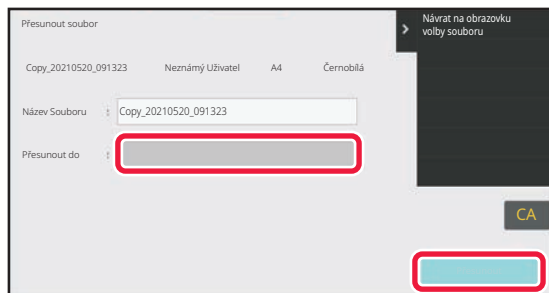 Přesunout soubor
Návrat na obrazovku
volby souboru
Copy_20210520_091323 Neznámý Uživatel A4 Černobílá
Název Souboru : Copy_20210520_091323
Přesunout do :
CA